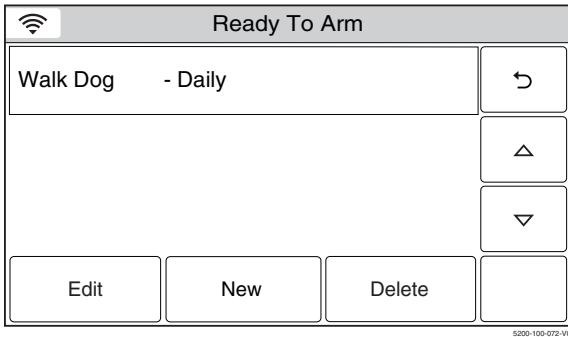 Ready To Arm
Walk Dog - Daily
Edit New Delete
5200-100-072-V0